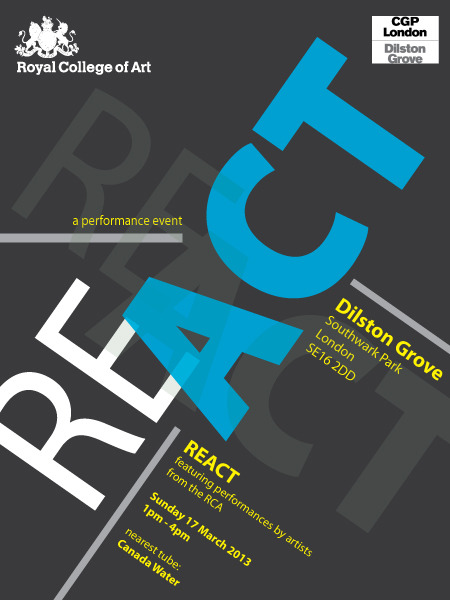 Royal College of Art
CGP
London
Dilston
Grove
REACT
a performance event
REACT
Dilston Grove
Southwark Park
London
SE16 2DD
REACT
featuring performances by artists
from the RCA
Sunday 17 March 2013
1pm - 4pm
nearest tube:
Canada Water